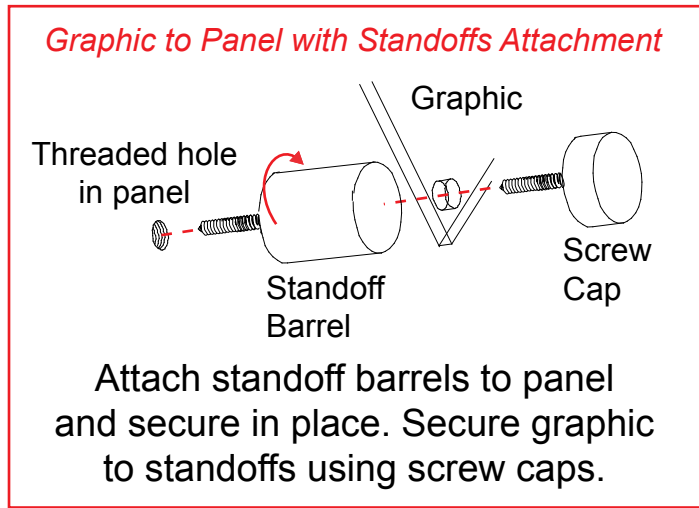 Graphic to Panel with Standoffs Attachment
Graphic
Threaded hole
in panel
Standoff
Barrel
Screw
Cap
Attach standoff barrels to panel
and secure in place. Secure graphic
to standoffs using screw caps.